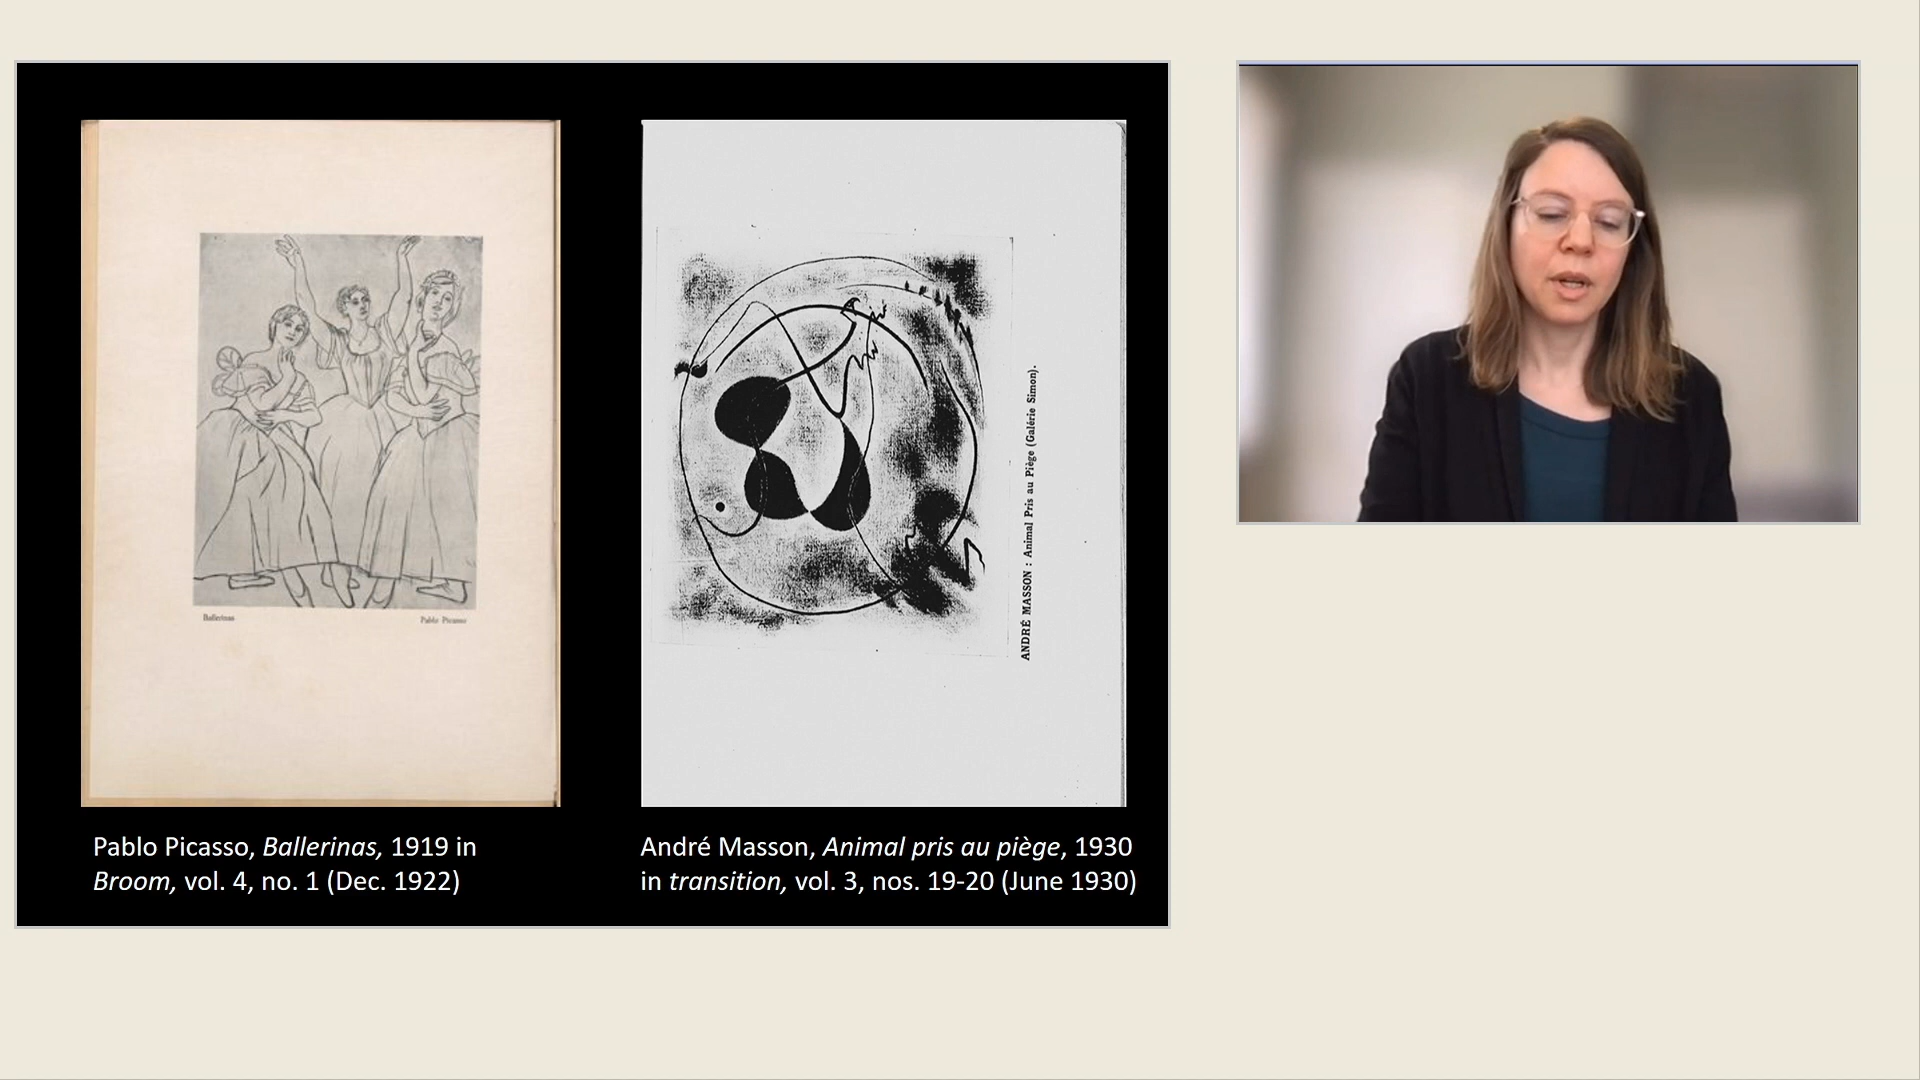 Ballerinas
Pablo Picasso
ANDRÉ MASSON : Animal Pris au Piège (Galérie Simon).
Pablo Picasso, Ballerinas, 1919 in
Broom, vol. 4, no. 1 (Dec. 1922)
André Masson, Animal pris au piège, 1930
in transition, vol. 3, nos. 19-20 (June 1930)